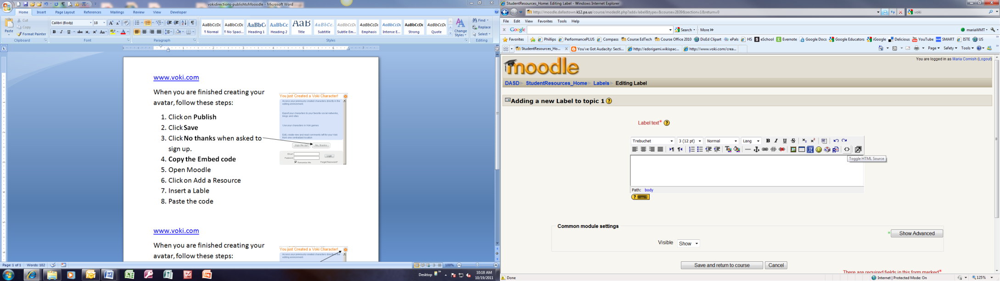 vokidirections-publishtoMooodle - Microsoft Word
Home Insert Page Layout References Mailings Review View Developer
Paste
Cut
Copy
Format Painter
Clipboard
Calibri (Body) 18
Font
Paragraph
AaBbCcDc AaBbCcDc AaBbC AaBbCc AaB AaBbCc. AaBbCcDc AaBbCcDc AaBbCcDc AaBbCcDc AaBbCcDc
¶ Normal ¶ No Spaci... Heading 1 Heading 2 Title Subtitle Subtle Em... Emphasis Intense E... Strong Quote
Styles
Change Styles
Find
Replace
Select
Editing
www.voki.com
When you are finished creating your
avatar, follow these steps:
1. Click on Publish
2. Click Save
3. Click No thanks when asked to
sign up.
4. Copy the Embed code
5. Open Moodle
6. Click on Add a Resource
7. Insert a Lable
8. Paste the code
You just Created a Voki Character!
Access your previously created characters directly in the
editing environment.
Export your characters to your favorite social networks,
blogs and sites
Use your characters in Voki games
Edit, create new and read comments left for your Voki
from one centralized location
Sign Me Up! No, thanks
Email
Password
Login
Remember Me Forgot Password?
www.voki.com
When you are finished creating your
avatar, follow these steps:
You just Created a Voki Character!
Access your previously created characters directly in the
editing environment.
Page: 1 of 1 Words: 102
100%
Desktop
10:18 AM
10/19/2011
StudentResources_Home: Editing Label - Windows Internet Explorer
http://moodle.dallastown.k12.pa.us/course/modedit.php?add=label&type=&course=2839&section=1&return=0
voki
File Edit View Favorites Tools Help
Google Search More >> mariaWMT
Favorites Phillips PerformancePLUS Compass Course EdTech Course Office 2010 DisEd Clipart ePals HS eSchool Evernote Google Docs Google Educators iGoogle Delicious YouTube SMART ISTE US
StudentResources_Ho... You've Got Audacity: Secti... http://edorigami.wikispac... http://www.voki.com/crea...
Page Safety Tools
moodle
You are logged in as Maria Cornish (Logout)
DASD StudentResources_Home Labels Editing Label
Adding a new Label to topic 1
Label text*
Trebuchet 3 (12 pt) Normal Lang B I U S
Toggle HTML Source
Path: body
Common module settings
* Show Advanced
Visible Show
Save and return to course Cancel
There are required fields in this form marked*
Done
Internet | Protected Mode: On
125%